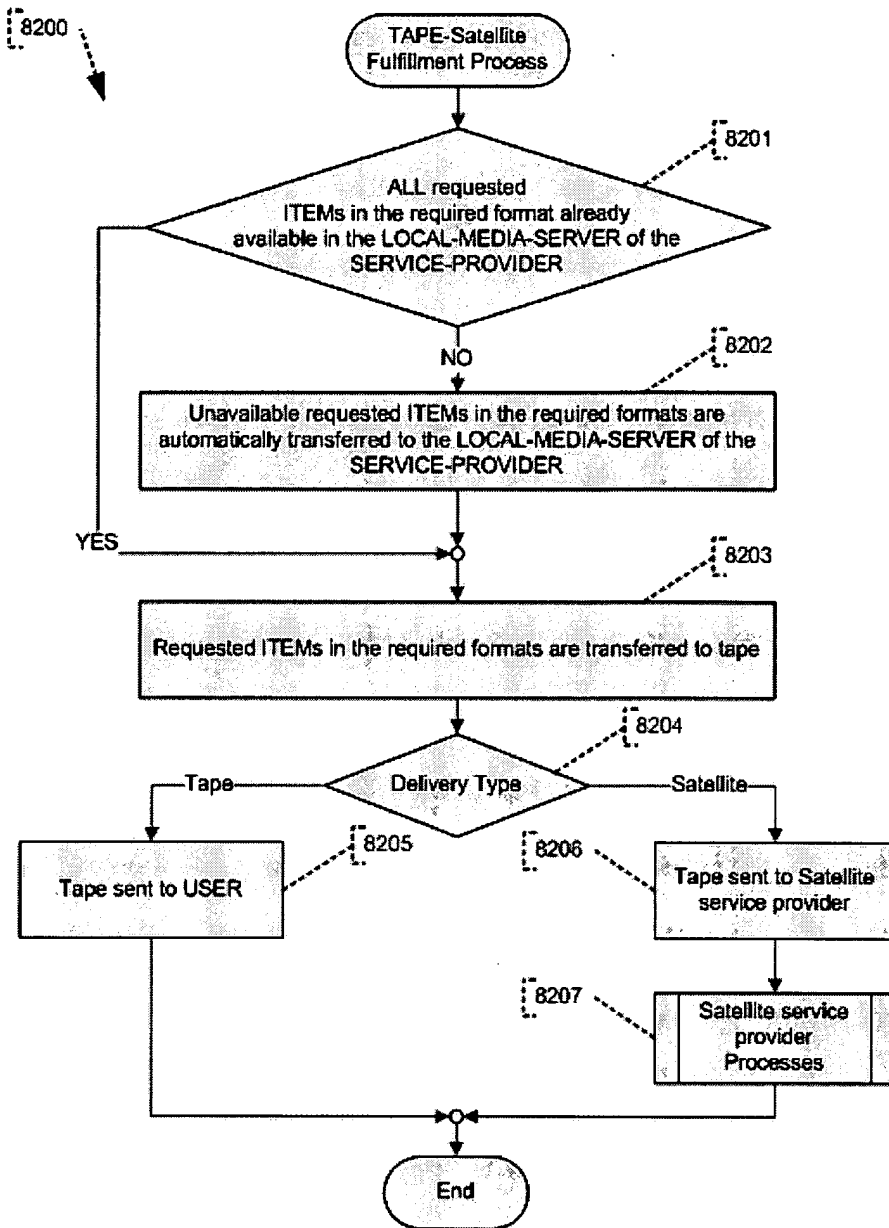 8200
TAPE-Satellite
Fulfillment Process
8201
ALL requested
ITEMs in the required format already
available in the LOCAL-MEDIA-SERVER of the
SERVICE-PROVIDER
NO
8202
Unavailable requested ITEMs in the required formats are
automatically transferred to the LOCAL-MEDIA-SERVER of the
SERVICE-PROVIDER
YES
8203
Requested ITEMs in the required formats are transferred to tape
8204
Tape
Delivery Type
Satellite
8205
8206
Tape sent to USER
Tape sent to Satellite
service provider
8207
Satellite service
provider
Processes
End